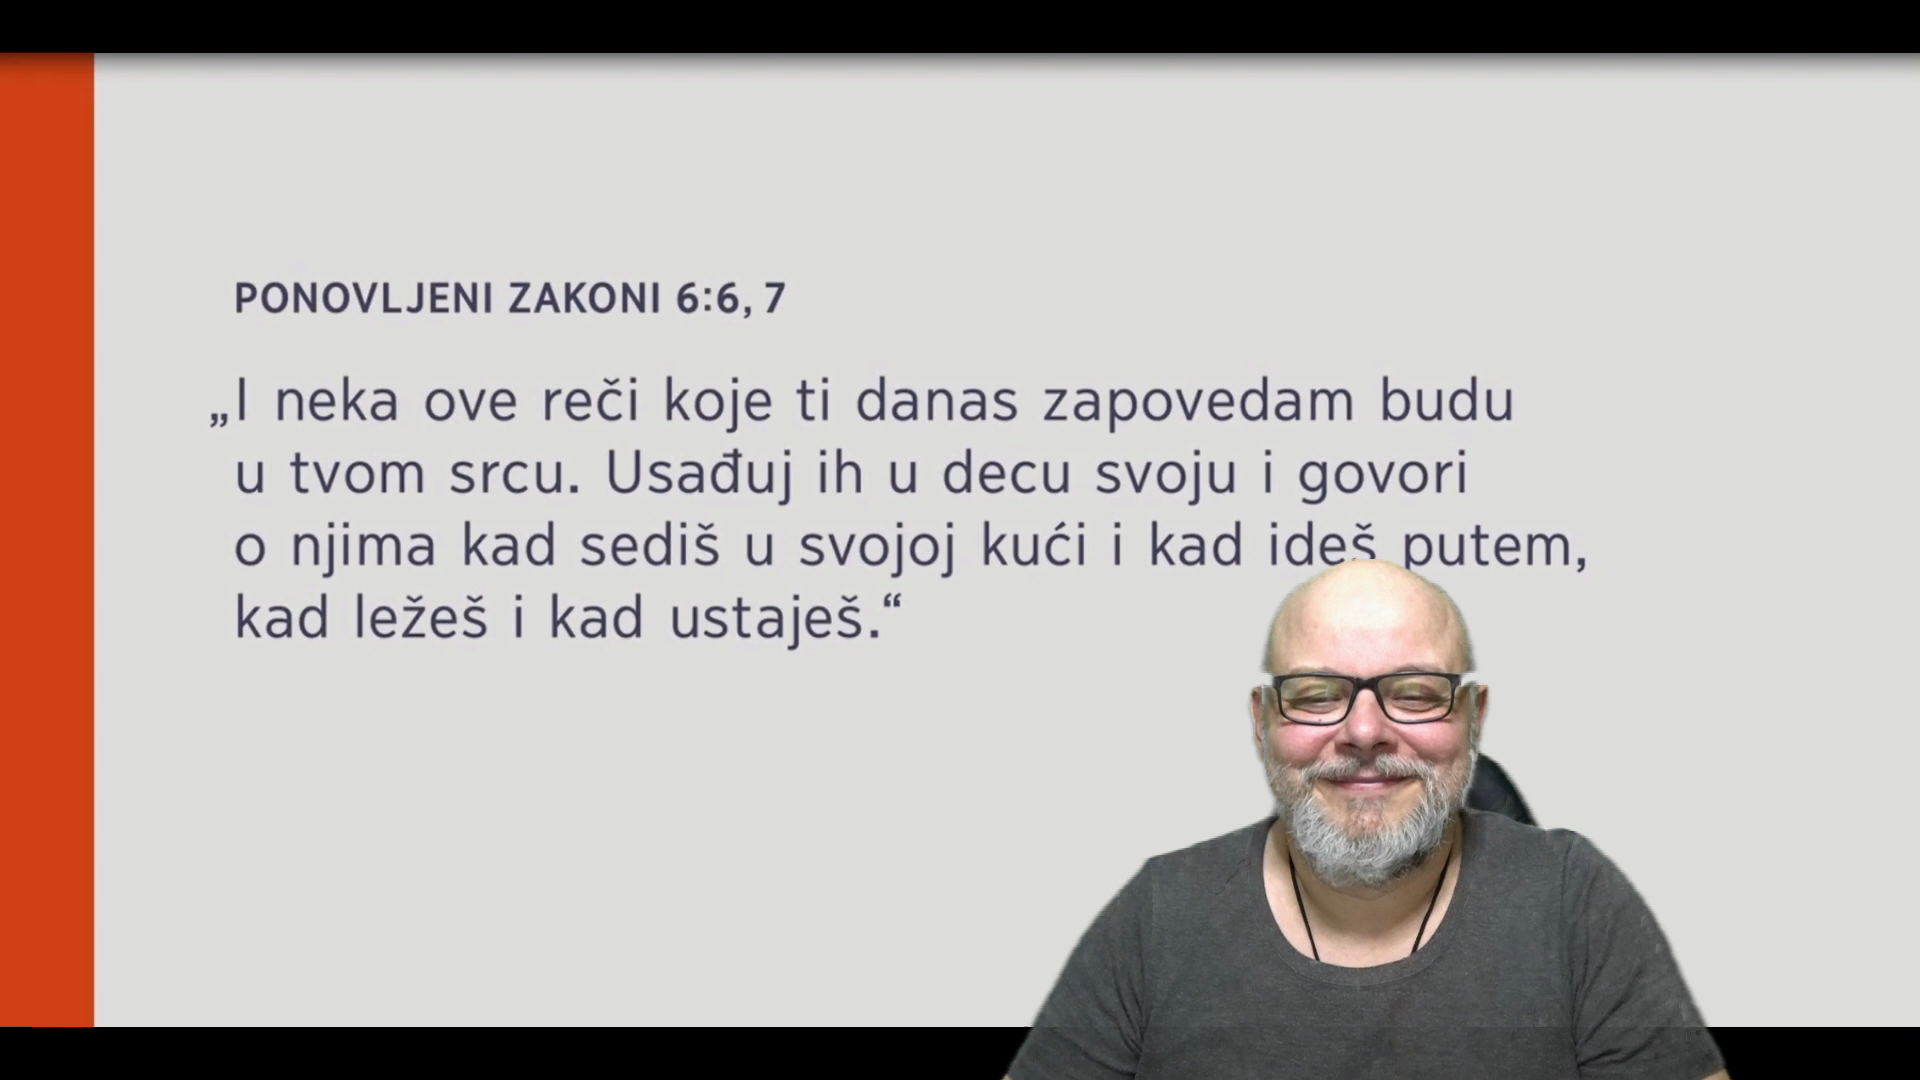 PONOVLJENI ZAKONI 6:6, 7
„I neka ove reči koje ti danas zapovedam budu
u tvom srcu. Usađuj ih u decu svoju i govori
o njima kad sediš u svojoj kući i kad ideš putem,
kad ležeš i kad ustaješ.“